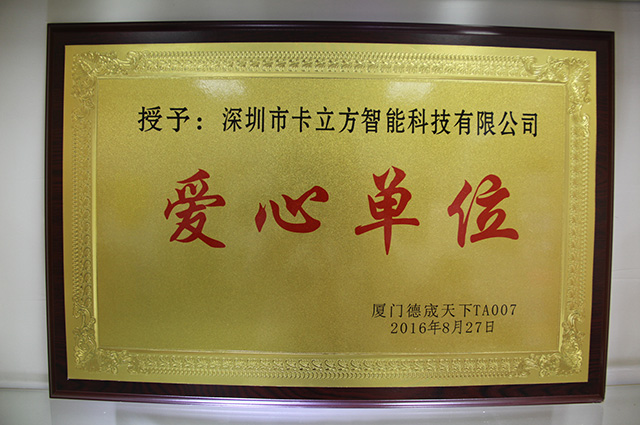 授予：深圳市卡立方智能科技有限公司
爱心单位
厦门德宬天下TA007
2016年8月27日